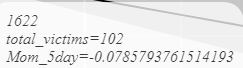 1622
total_victims=102
Mom_5day=-0.0785793761514193